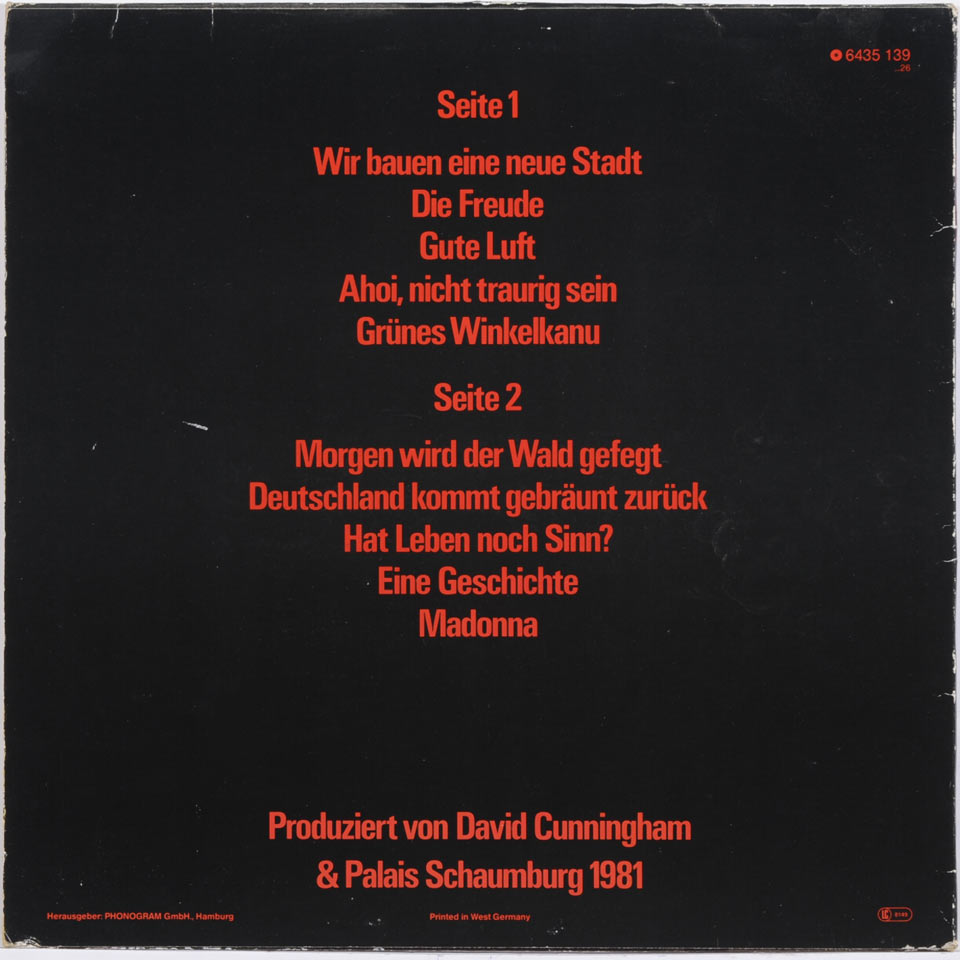 6435 139
..26
Seite 1
Wir bauen eine neue Stadt
Die Freude
Gute Luft
Ahoi, nicht traurig sein
Grünes Winkelkanu
Seite 2
Morgen wird der Wald gefegt
Deutschland kommt gebräunt zurück
Hat Leben noch Sinn?
Eine Geschichte
Madonna
Produziert von David Cunningham
& Palais Schaumburg 1981
Herausgeber: PHONOGRAM GmbH., Hamburg
Printed in West Germany
LC 8149